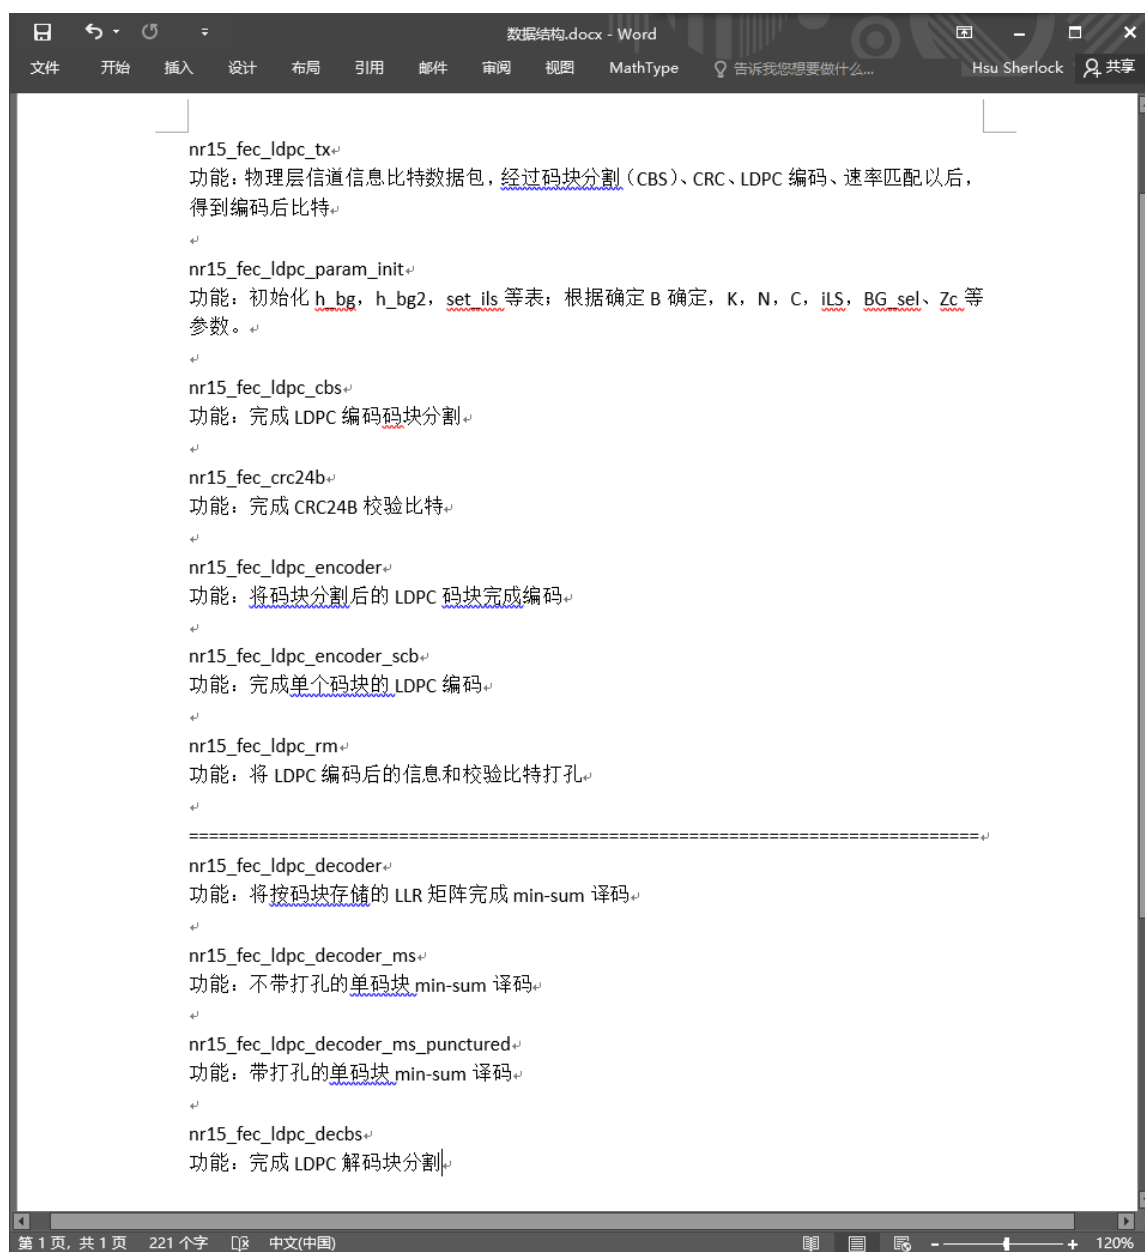 数据结构.docx - Word
文件 开始 插入 设计 布局 引用 邮件 审阅 视图 MathType 告诉我您想要做什么... Hsu Sherlock 共享
nr15_fec_ldpc_tx
功能：物理层信道信息比特数据包，经过码块分割（CBS）、CRC、LDPC 编码、速率匹配以后，
得到编码后比特
nr15_fec_ldpc_param_init
功能：初始化 h_bg，h_bg2，set_ils 等表；根据确定 B 确定，K，N，C，iLS，BG_sel、Zc 等
参数。
nr15_fec_ldpc_cbs
功能：完成 LDPC 编码码块分割
nr15_fec_crc24b
功能：完成 CRC24B 校验比特
nr15_fec_ldpc_encoder
功能：将码块分割后的 LDPC 码块完成编码
nr15_fec_ldpc_encoder_scb
功能：完成单个码块的 LDPC 编码
nr15_fec_ldpc_rm
功能：将 LDPC 编码后的信息和校验比特打孔
===============================================================================
nr15_fec_ldpc_decoder
功能：将按码块存储的 LLR 矩阵完成 min-sum 译码
nr15_fec_ldpc_decoder_ms
功能：不带打孔的单码块 min-sum 译码
nr15_fec_ldpc_decoder_ms_punctured
功能：带打孔的单码块 min-sum 译码
nr15_fec_ldpc_decbs
功能：完成 LDPC 解码块分割
第 1 页，共 1 页 221 个字 中文(中国) 120%